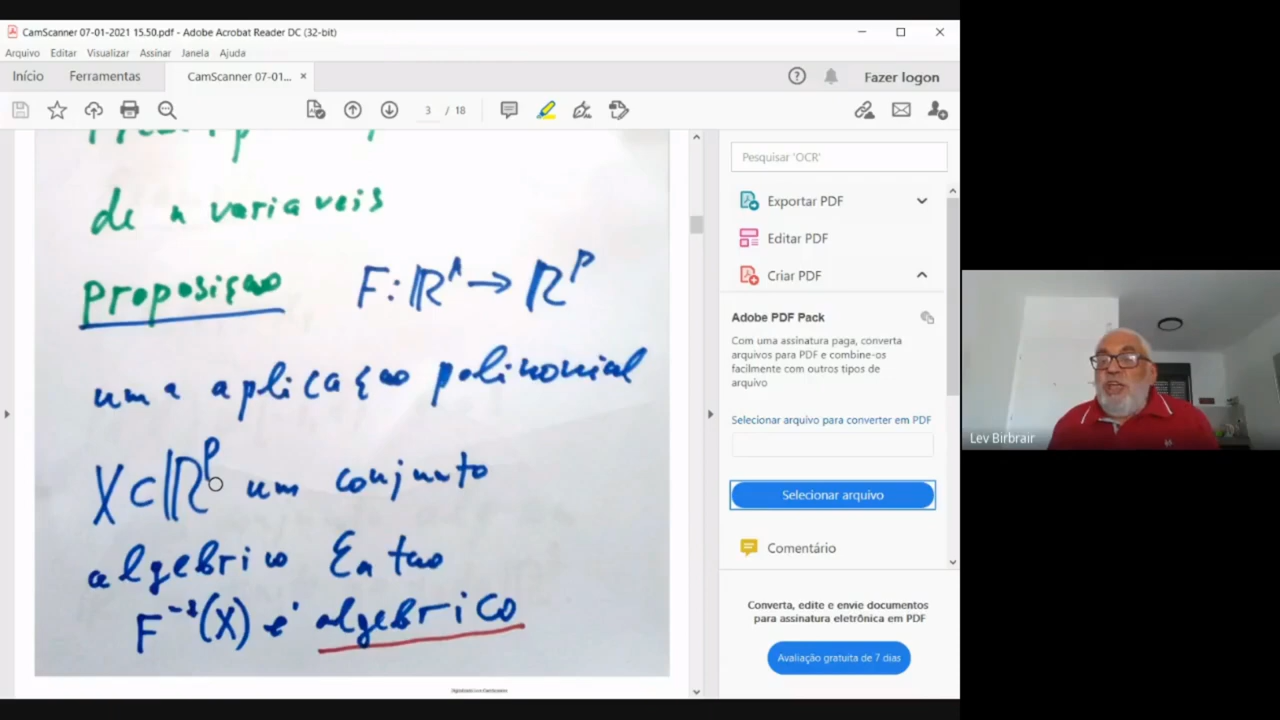 CamScanner 07-01-2021 15.50.pdf - Adobe Acrobat Reader DC (32-bit)
Arquivo Editar Visualizar Assinar Janela Ajuda
Início Ferramentas CamScanner 07-01... × Fazer logon
3 / 18
de n variaveis
proposição F: ℝⁿ → ℝᵖ
uma aplicação polinomial
X ⊂ ℝᵖ um conjunto
algebrico Entao
F⁻¹(X) é algebrico
Pesquisar 'OCR'
Exportar PDF
Editar PDF
Criar PDF
Adobe PDF Pack
Com uma assinatura paga, converta
arquivos para PDF e combine-os
facilmente com outros tipos de
arquivo
Selecionar arquivo para converter em PDF
Selecionar arquivo
Comentário
Converta, edite e envie documentos
para assinatura eletrônica em PDF
Avaliação gratuita de 7 dias
Lev Birbrair